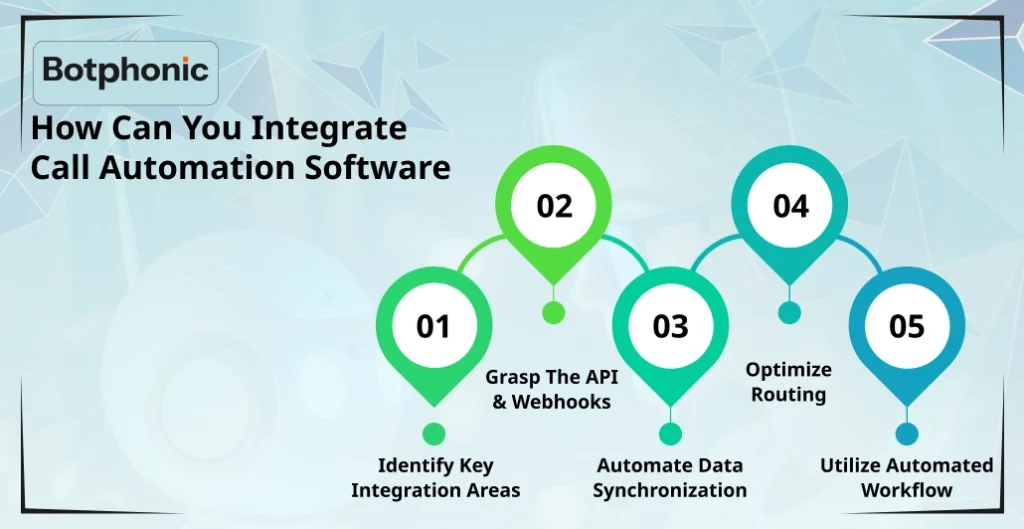 Botphonic
How Can You Integrate
Call Automation Software
01
Identify Key
Integration Areas
02
Grasp The API
& Webhooks
03
Automate Data
Synchronization
04
Optimize
Routing
05
Utilize Automated
Workflow